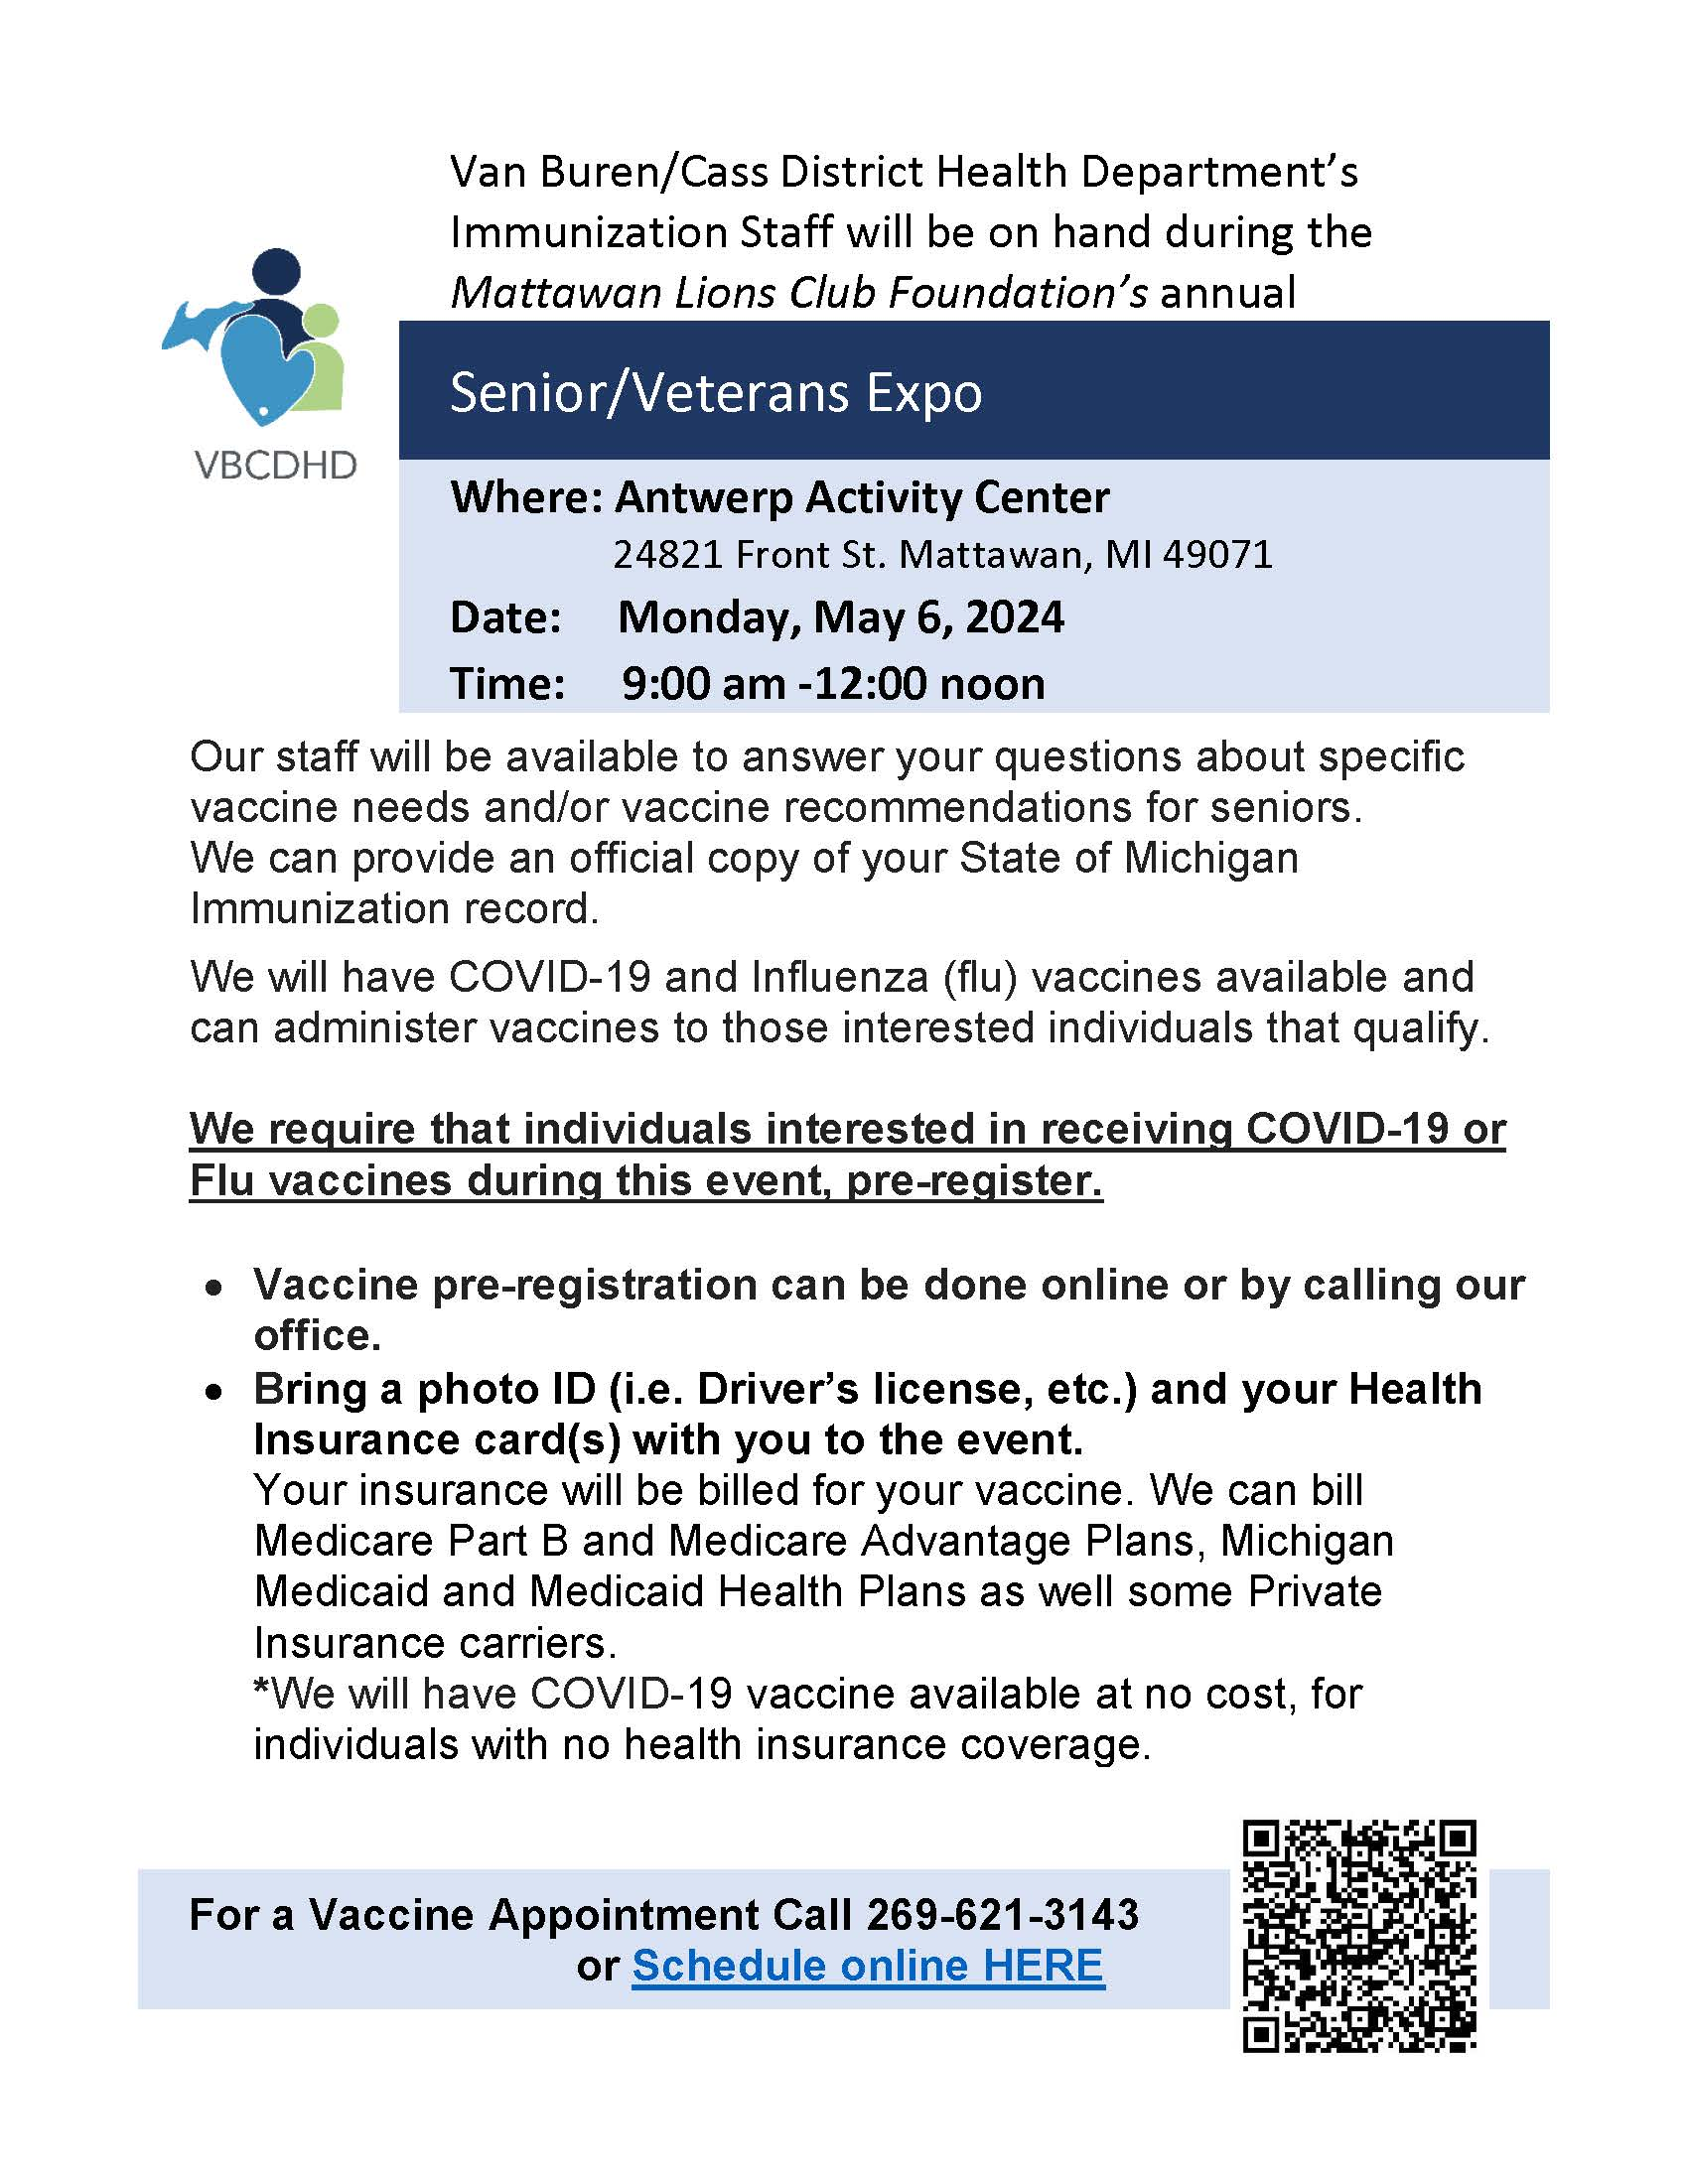 Van Buren/Cass District Health Department’s
Immunization Staff will be on hand during the
Mattawan Lions Club Foundation’s annual
VBCDHD
Senior/Veterans Expo
Where: Antwerp Activity Center
24821 Front St. Mattawan, MI 49071
Date: Monday, May 6, 2024
Time: 9:00 am -12:00 noon
Our staff will be available to answer your questions about specific
vaccine needs and/or vaccine recommendations for seniors.
We can provide an official copy of your State of Michigan
Immunization record.
We will have COVID-19 and Influenza (flu) vaccines available and
can administer vaccines to those interested individuals that qualify.
We require that individuals interested in receiving COVID-19 or
Flu vaccines during this event, pre-register.
• Vaccine pre-registration can be done online or by calling our
office.
• Bring a photo ID (i.e. Driver’s license, etc.) and your Health
Insurance card(s) with you to the event.
Your insurance will be billed for your vaccine. We can bill
Medicare Part B and Medicare Advantage Plans, Michigan
Medicaid and Medicaid Health Plans as well some Private
Insurance carriers.
*We will have COVID-19 vaccine available at no cost, for
individuals with no health insurance coverage.
For a Vaccine Appointment Call 269-621-3143
or Schedule online HERE